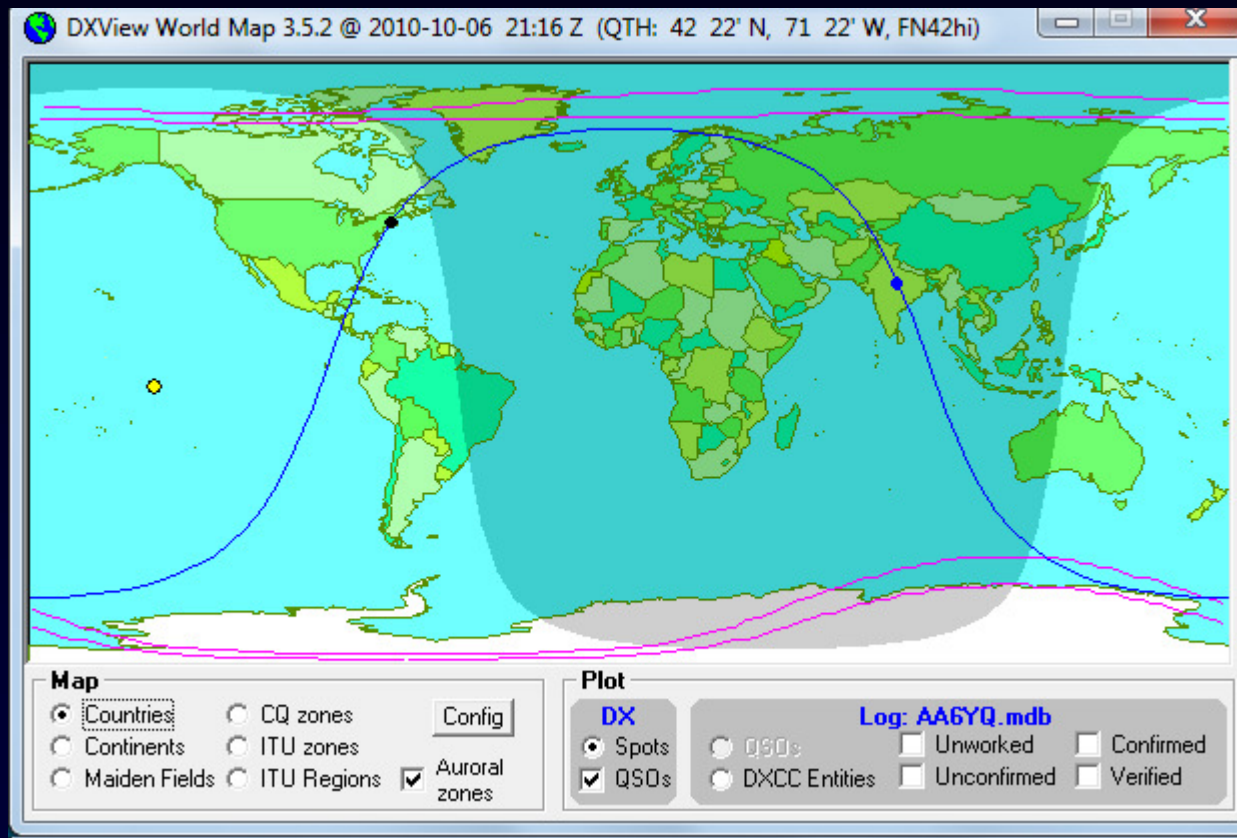 DXView World Map 3.5.2 @ 2010-10-06 21:16 Z (QTH: 42 22' N, 71 22' W, FN42hi)
Map
Countries
CQ zones
Config
Continents
ITU zones
Maiden Fields
ITU Regions
Auroral
zones
Plot
DX
Spots
QSOs
Log: AA6YQ.mdb
QSOs
Unworked
Confirmed
DXCC Entities
Unconfirmed
Verified